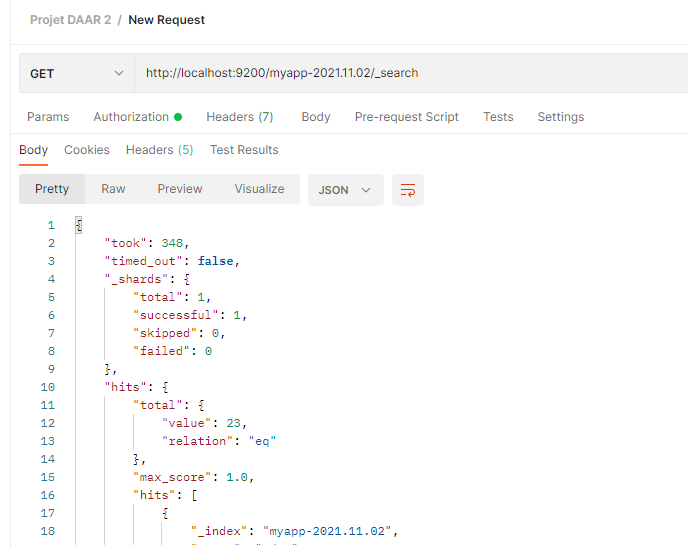 Projet DAAR 2 / New Request
GET http://localhost:9200/myapp-2021.11.02/_search
Params Authorization Headers (7) Body Pre-request Script Tests Settings
Body Cookies Headers (5) Test Results
Pretty Raw Preview Visualize JSON
1 {
2 "took": 348,
3 "timed_out": false,
4 "_shards": {
5 "total": 1,
6 "successful": 1,
7 "skipped": 0,
8 "failed": 0
9 },
10 "hits": {
11 "total": {
12 "value": 23,
13 "relation": "eq"
14 },
15 "max_score": 1.0,
16 "hits": [
17 {
18 "_index": "myapp-2021.11.02",